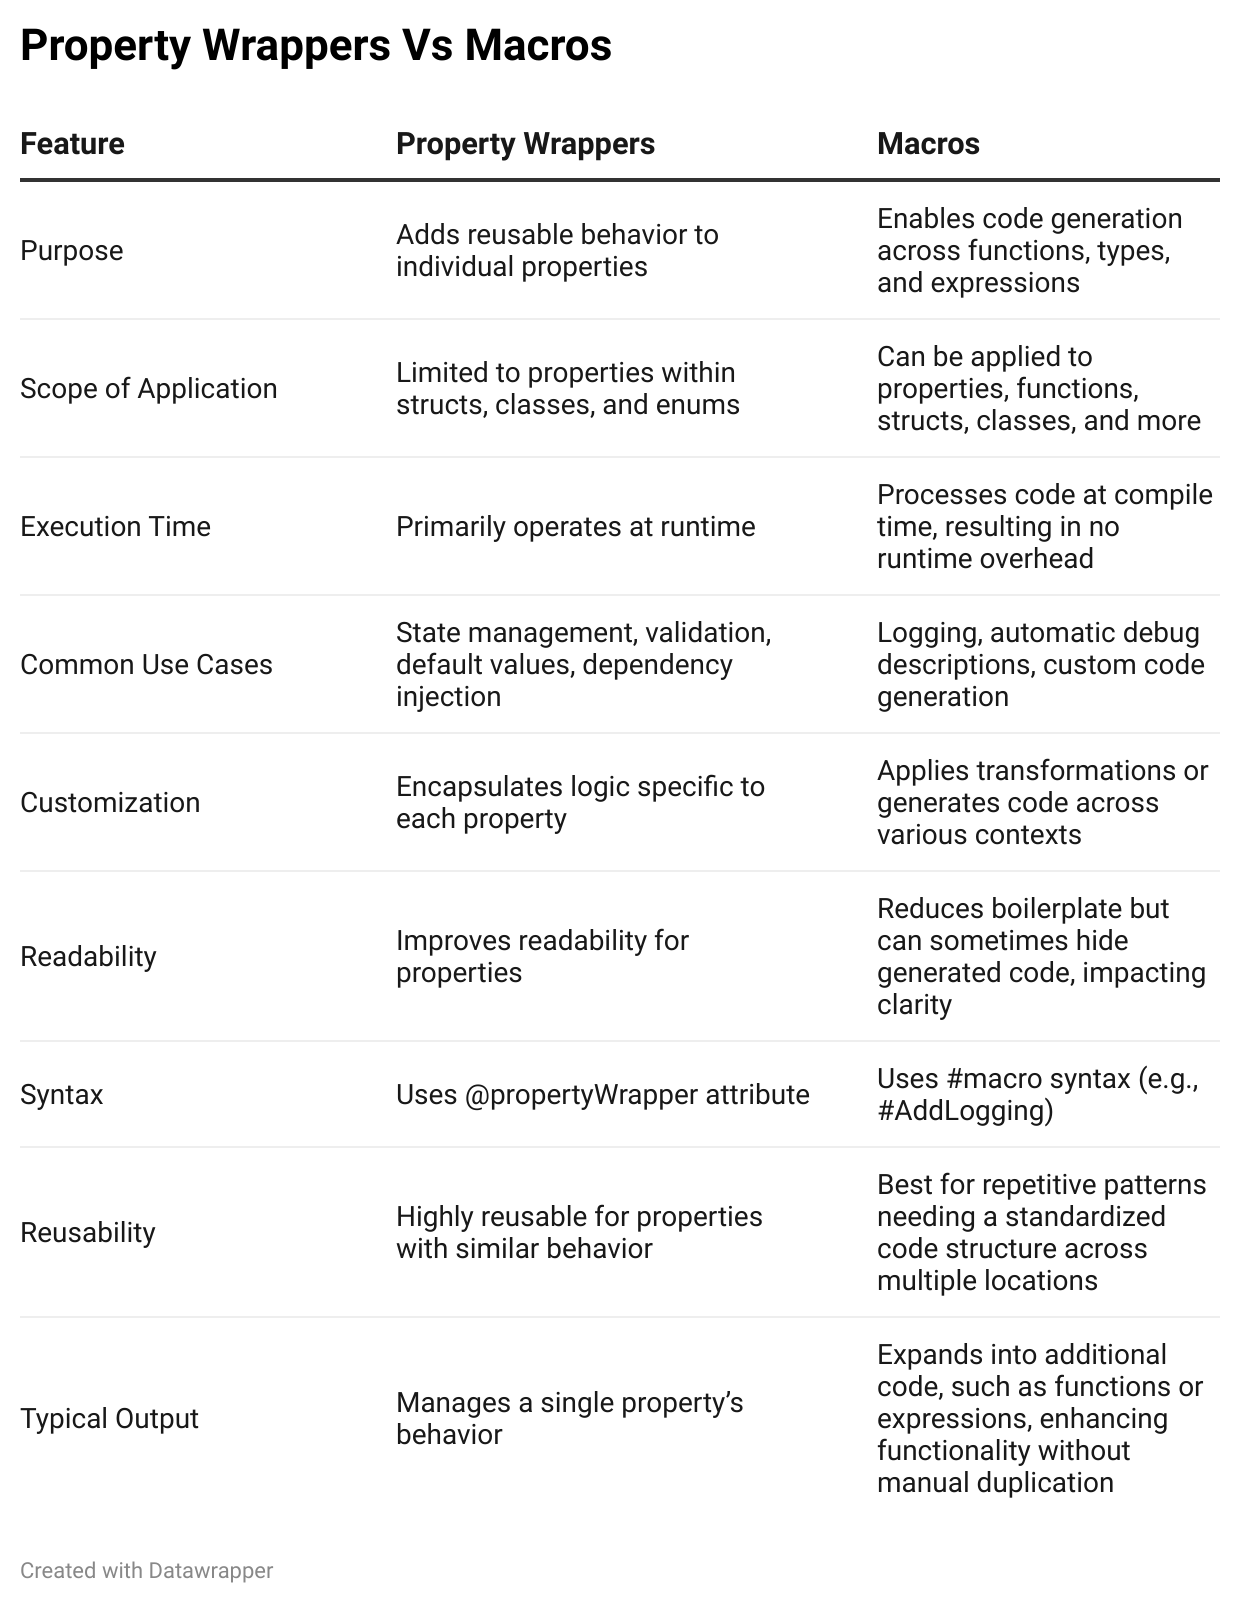 Property Wrappers Vs Macros
Feature
Property Wrappers
Macros
Purpose
Adds reusable behavior to
individual properties
Enables code generation
across functions, types,
and expressions
Scope of Application
Limited to properties within
structs, classes, and enums
Can be applied to
properties, functions,
structs, classes, and more
Execution Time
Primarily operates at runtime
Processes code at compile
time, resulting in no
runtime overhead
Common Use Cases
State management, validation,
default values, dependency
injection
Logging, automatic debug
descriptions, custom code
generation
Customization
Encapsulates logic specific to
each property
Applies transformations or
generates code across
various contexts
Readability
Improves readability for
properties
Reduces boilerplate but
can sometimes hide
generated code, impacting
clarity
Syntax
Uses @propertyWrapper attribute
Uses #macro syntax (e.g.,
#AddLogging)
Reusability
Highly reusable for properties
with similar behavior
Best for repetitive patterns
needing a standardized
code structure across
multiple locations
Typical Output
Manages a single property’s
behavior
Expands into additional
code, such as functions or
expressions, enhancing
functionality without
manual duplication
Created with Datawrapper